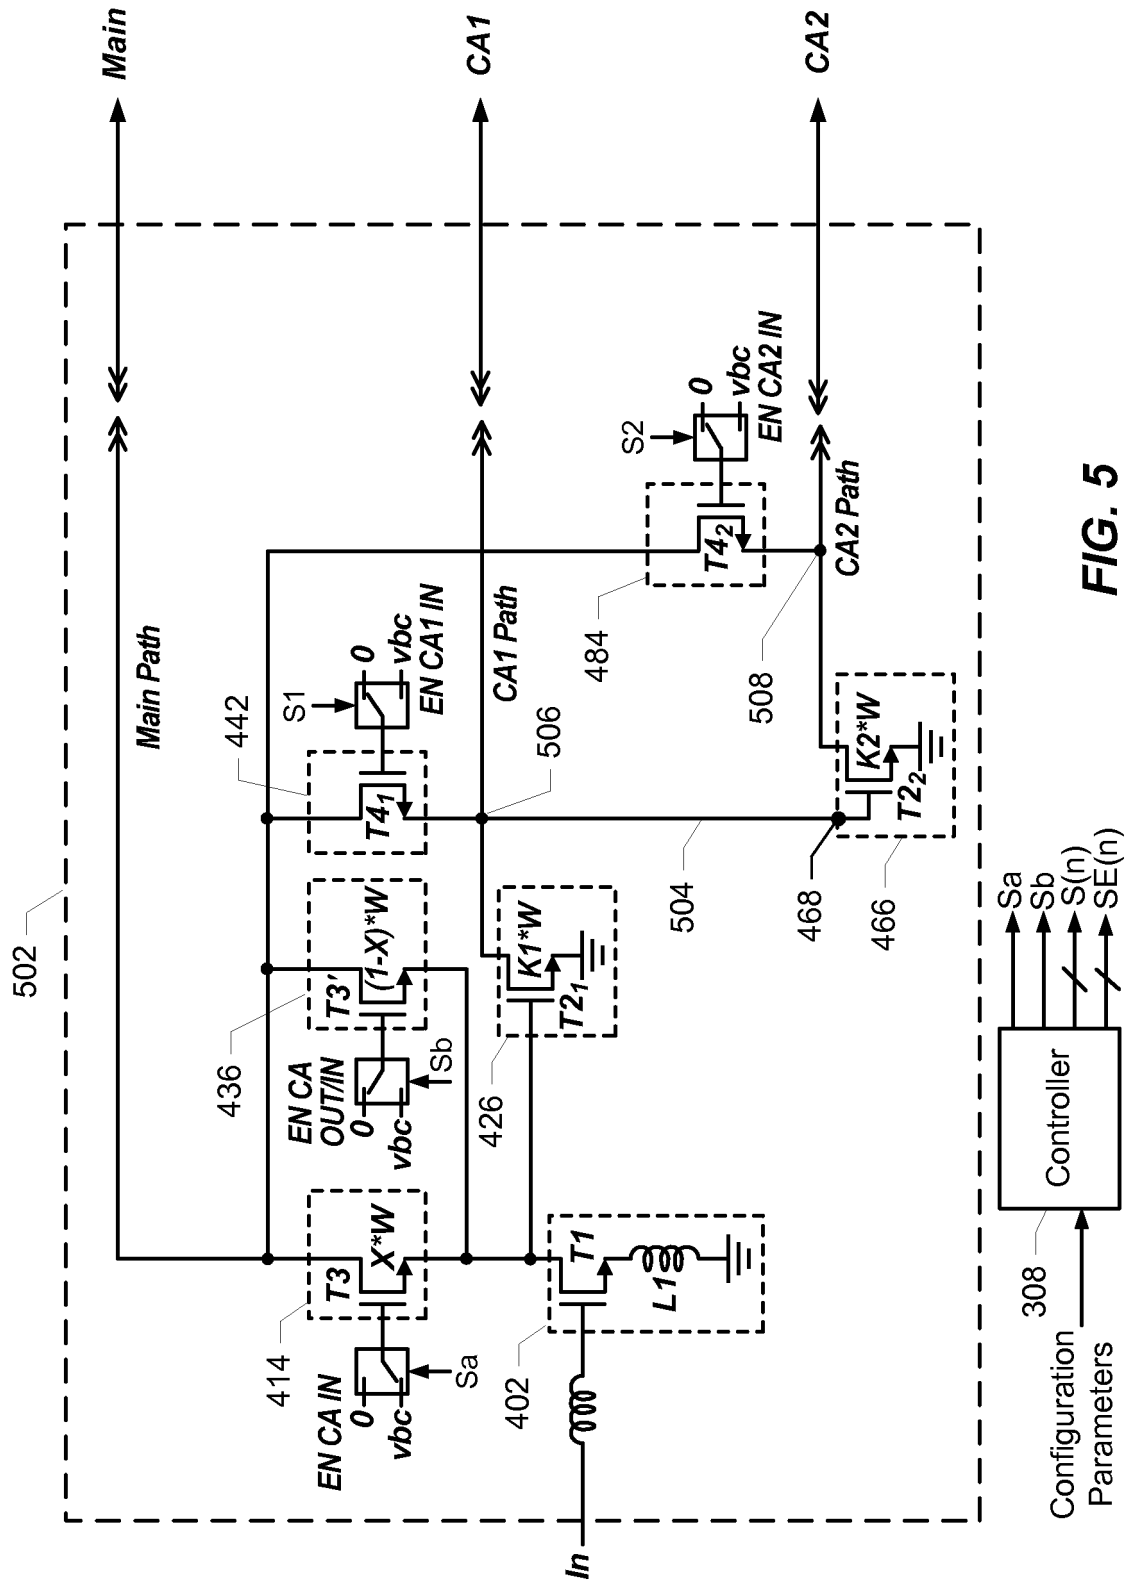 502
Main
Main Path
414
T3
X*W
EN CA IN
0
vbc
Sa
436
T3'
(1-X)*W
EN CA
OUT/IN
0
vbc
Sb
442
T4₁
S1
0
vbc
EN CA1 IN
CA1
CA1 Path
506
426
K1*W
T2₁
402
T1
L1
In
504
484
T4₂
S2
0
vbc
EN CA2 IN
CA2
CA2 Path
508
468
466
K2*W
T2₂
308
Configuration
Parameters
Controller
Sa
Sb
S(n)
SE(n)
FIG. 5